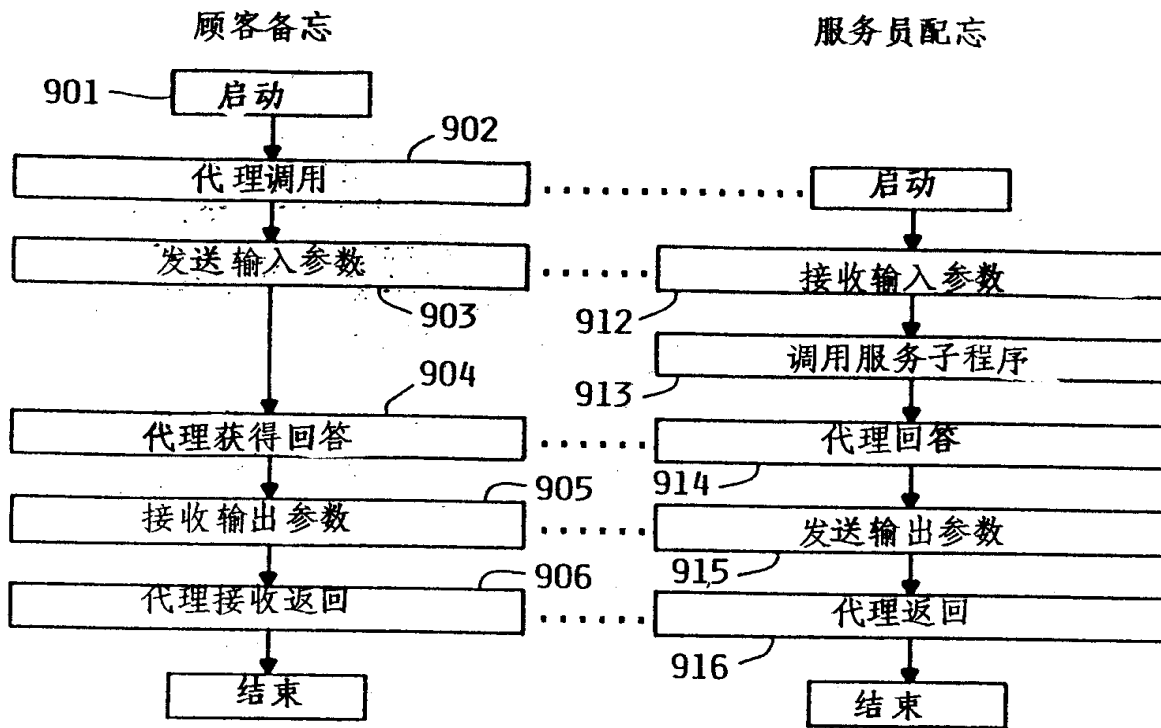 顾客备忘
服务员配忘
901
启动
902
代理调用
启动
发送输入参数
903
接收输入参数
912
调用服务子程序
913
904
代理获得回答
代理回答
914
905
接收输出参数
发送输出参数
915
906
代理接收返回
代理返回
916
结束
结束